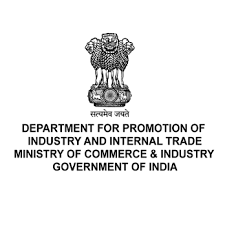 सत्यमेव जयते
DEPARTMENT FOR PROMOTION OF
INDUSTRY AND INTERNAL TRADE
MINISTRY OF COMMERCE & INDUSTRY
GOVERNMENT OF INDIA